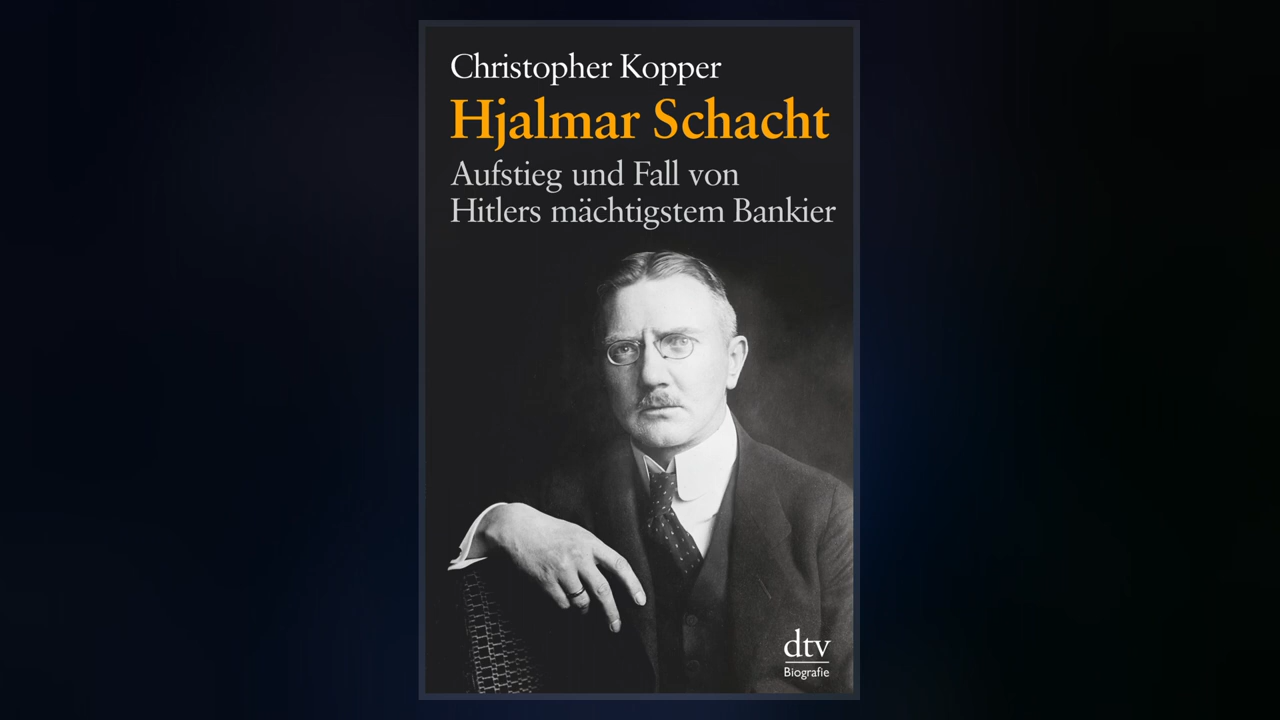 Christopher Kopper
Hjalmar Schacht
Aufstieg und Fall von
Hitlers mächtigstem Bankier
dtv
Biografie